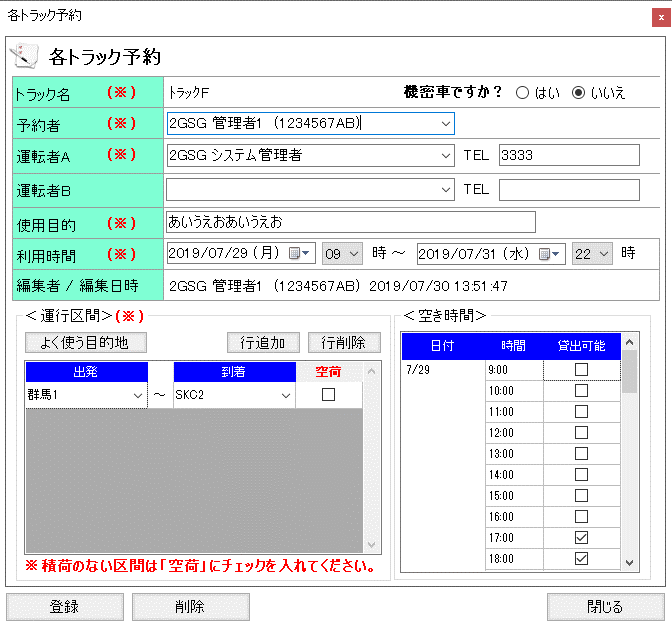 各トラック予約
各トラック予約
トラック名 (※) トラックF 機密車ですか？ はい いいえ
予約者 (※) 2GSG 管理者1 (1234567AB)
運転者A (※) 2GSG システム管理者 TEL 3333
運転者B TEL
使用目的 (※) あいうえおあいうえお
利用時間 (※) 2019/07/29 (月) 09 時 ～ 2019/07/31 (水) 22 時
編集者 / 編集日時 2GSG 管理者1 (1234567AB) 2019/07/30 13:51:47
＜運行区間＞(※)
よく使う目的地 行追加 行削除
出発 到着 空荷
群馬1 ～ SKC2
※積荷のない区間は「空荷」にチェックを入れてください。
＜空き時間＞
日付 時間 貸出可能
7/29 9:00
10:00
11:00
12:00
13:00
14:00
15:00
16:00
17:00
18:00
登録 削除 閉じる